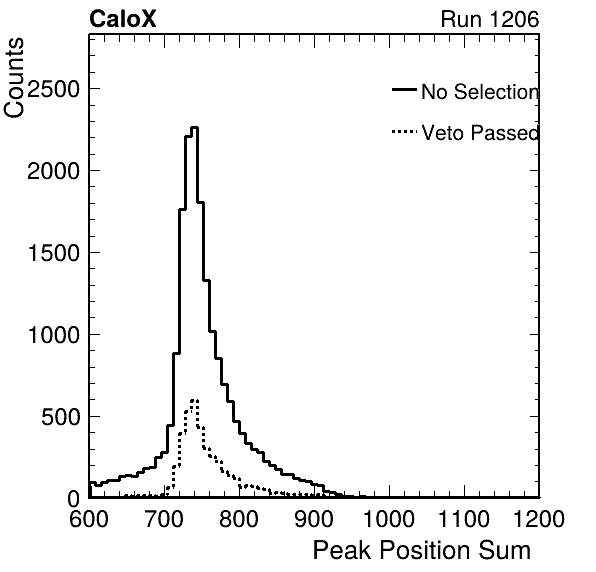 CaloX Run 1206
Counts
2500
2000
1500
1000
500
0
No Selection
Veto Passed
600 700 800 900 1000 1100 1200
Peak Position Sum